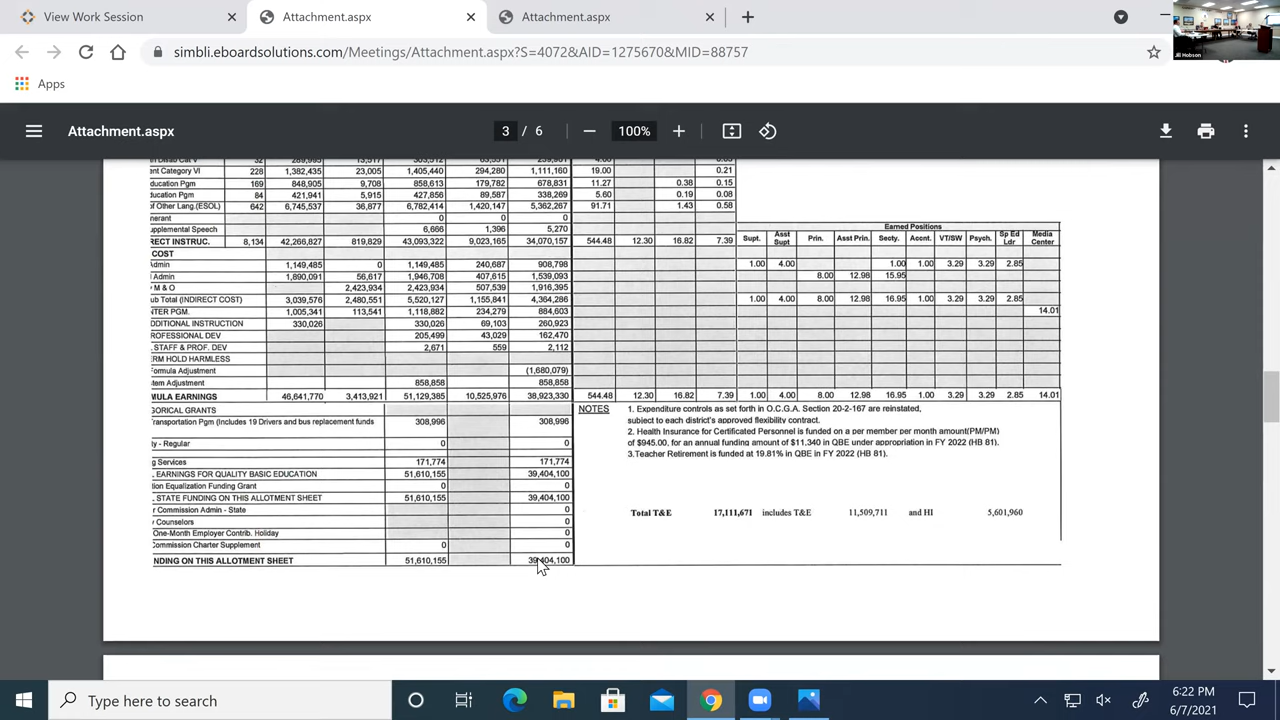 View Work Session
Attachment.aspx
Attachment.aspx
simbli.eboardsolutions.com/Meetings/Attachment.aspx?S=4072&AID=1275670&MID=88757
Jill Hobson
Apps
Attachment.aspx
3 / 6
100%
32 289,995 13,517 303,512
ent Category VI 228 1,382,435 23,005 1,405,440 294,280 1,111,160 19.00 0.21
ducation Pgm 169 848,905 9,708 858,613 179,782 678,831 11.27 0.38 0.15
ducation Pgm 84 421,941 5,915 427,856 89,587 338,269 5.60 0.19 0.08
of Other Lang.(ESOL) 642 6,745,537 36,877 6,782,414 1,420,147 5,362,267 91.71 1.43 0.58
nerant 0 0 0
upplemental Speech 6,666 1,396 5,270
Earned Positions
Supt. Asst Supt Prin. Asst Prin. Secty. Accnt. VT/SW Psych. Sp Ed Ldr Media Center
RECT INSTRUC. 8,134 42,266,827 819,829 43,093,322 9,023,165 34,070,157 544.48 12.30 16.82 7.39
COST
Admin 1,149,485 0 1,149,485 240,687 908,798 1.00 4.00 1.00 1.00 3.29 3.29 2.85
l Admin 1,890,091 56,617 1,946,708 407,615 1,539,093 8.00 12.98 15.95
y M & O 2,423,934 2,423,934 507,539 1,916,395
ub Total (INDIRECT COST) 3,039,576 2,480,551 5,520,127 1,155,841 4,364,286 1.00 4.00 8.00 12.98 16.95 1.00 3.29 3.29 2.85
NTER PGM. 1,005,341 113,541 1,118,882 234,279 884,603 14.01
DDITIONAL INSTRUCTION 330,026 330,026 69,103 260,923
PROFESSIONAL DEV 205,499 43,029 162,470
. STAFF & PROF. DEV 2,671 559 2,112
ERM HOLD HARMLESS
Formula Adjustment (1,680,079)
tem Adjustment 858,858 858,858
MULA EARNINGS 46,641,770 3,413,921 51,129,385 10,525,976 38,923,330 544.48 12.30 16.82 7.39 1.00 4.00 8.00 12.98 16.95 1.00 3.29 3.29 2.85 14.01
GORICAL GRANTS
ransportation Pgm (Includes 19 Drivers and bus replacement funds 308,996 308,996
y - Regular 0 0
g Services 171,774 171,774
. EARNINGS FOR QUALITY BASIC EDUCATION 51,610,155 39,404,100
tion Equalization Funding Grant 0 0
. STATE FUNDING ON THIS ALLOTMENT SHEET 51,610,155 39,404,100
r Commission Admin - State 0
y Counselors 0
One-Month Employer Contrib. Holiday 0
Commission Charter Supplement 0 0
NDING ON THIS ALLOTMENT SHEET 51,610,155 39,404,100
NOTES
1. Expenditure controls as set forth in O.C.G.A. Section 20-2-167 are reinstated,
subject to each district's approved flexibility contract.
2. Health Insurance for Certificated Personnel is funded on a per member per month amount(PM/PM)
of $945.00, for an annual funding amount of $11,340 in QBE under appropriation in FY 2022 (HB 81).
3.Teacher Retirement is funded at 19.81% in QBE in FY 2022 (HB 81).
Total T&E 17,111,671 includes T&E 11,509,711 and HI 5,601,960
Type here to search
6:22 PM
6/7/2021